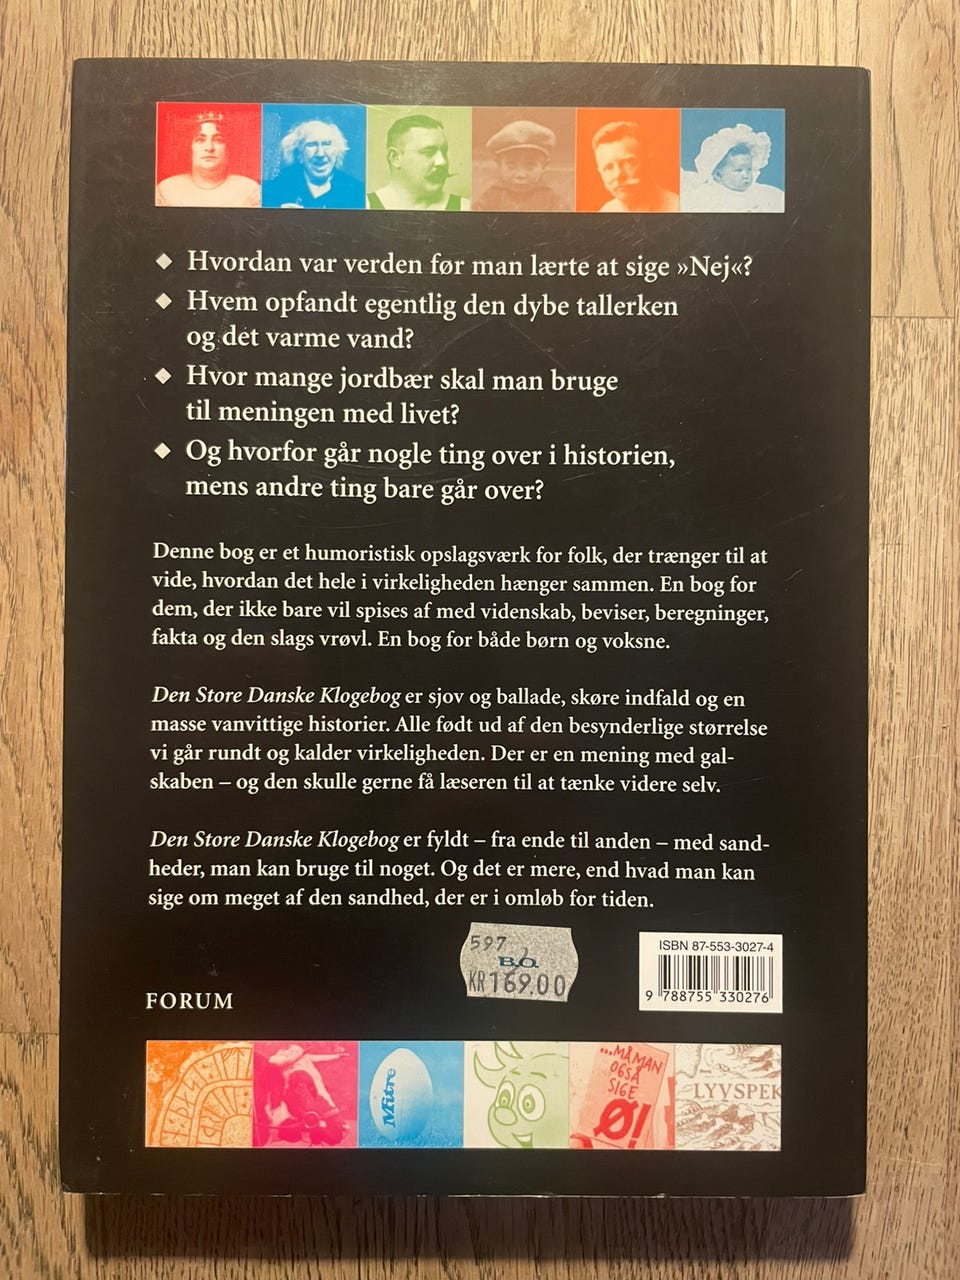 ◆ Hvordan var verden før man lærte at sige »Nej«?
◆ Hvem opfandt egentlig den dybe tallerken
og det varme vand?
◆ Hvor mange jordbær skal man bruge
til meningen med livet?
◆ Og hvorfor går nogle ting over i historien,
mens andre ting bare går over?
Denne bog er et humoristisk opslagsværk for folk, der trænger til at
vide, hvordan det hele i virkeligheden hænger sammen. En bog for
dem, der ikke bare vil spises af med videnskab, beviser, beregninger,
fakta og den slags vrøvl. En bog for både børn og voksne.
Den Store Danske Klogebog er sjov og ballade, skøre indfald og en
masse vanvittige historier. Alle født ud af den besynderlige størrelse
vi går rundt og kalder virkeligheden. Der er en mening med gal-
skaben – og den skulle gerne få læseren til at tænke videre selv.
Den Store Danske Klogebog er fyldt – fra ende til anden – med sand-
heder, man kan bruge til noget. Og det er mere, end hvad man kan
sige om meget af den sandhed, der er i omløb for tiden.
597
B.O.
KR 169.00
ISBN 87-553-3027-4
9 788755 330276
FORUM
Mitre
...MÅ MAN
OGSÅ
SIGE
Ø!
LYVSPEK